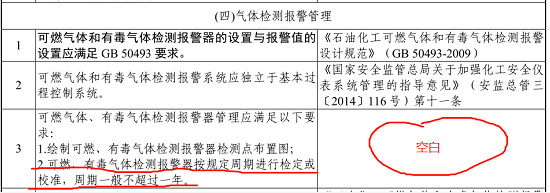 (四)气体检测报警管理
1
可燃气体和有毒气体检测报警器的设置与报警值的
设置应满足 GB 50493 要求。
《石油化工可燃气体和有毒气体检测报警
设计规范》（GB 50493-2009）
2
可燃气体和有毒气体检测报警系统应独立于基本过
程控制系统。
《国家安全监管总局关于加强化工安全仪
表系统管理的指导意见》（安监总管三
〔2014〕116 号）第十一条
3
可燃气体、有毒气体检测报警器管理应满足以下要
求：
1.绘制可燃、有毒气体检测报警器检测点布置图；
2.可燃、有毒气体检测报警器按规定周期进行检定或
校准，周期一般不超过一年。
空白